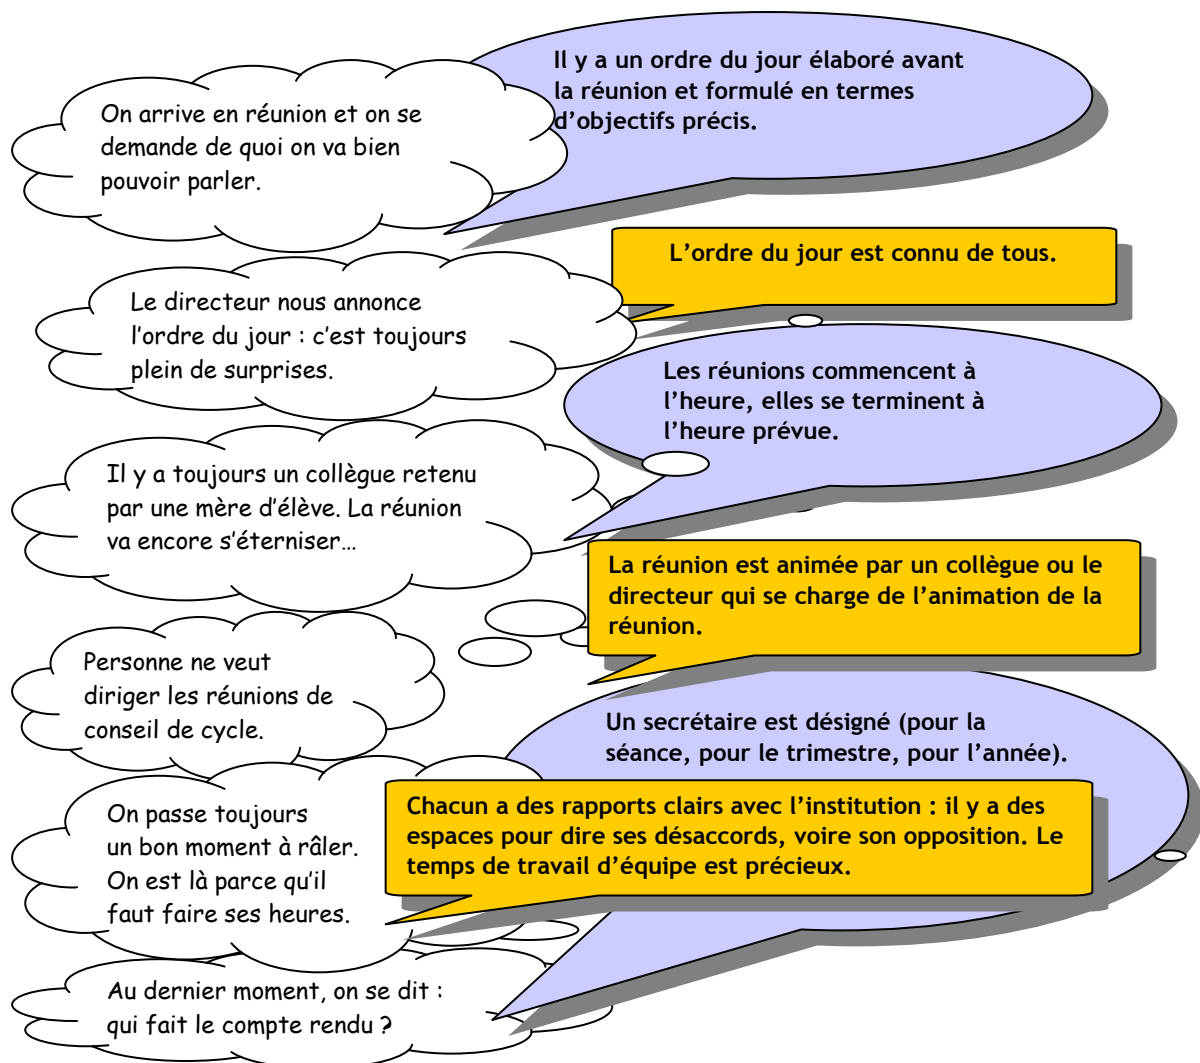 Il y a un ordre du jour élaboré avant
la réunion et formulé en termes
d'objectifs précis.
On arrive en réunion et on se
demande de quoi on va bien
pouvoir parler.
L'ordre du jour est connu de tous.
Le directeur nous annonce
l'ordre du jour : c'est toujours
plein de surprises.
Les réunions commencent à
l'heure, elles se terminent à
l'heure prévue.
Il y a toujours un collègue retenu
par une mère d'élève. La réunion
va encore s'éterniser…
La réunion est animée par un collègue ou le
directeur qui se charge de l'animation de la
réunion.
Personne ne veut
diriger les réunions de
conseil de cycle.
Un secrétaire est désigné (pour la
séance, pour le trimestre, pour l'année).
Chacun a des rapports clairs avec l'institution : il y a des
espaces pour dire ses désaccords, voire son opposition. Le
temps de travail d'équipe est précieux.
On passe toujours
un bon moment à râler.
On est là parce qu'il
faut faire ses heures.
Au dernier moment, on se dit :
qui fait le compte rendu ?